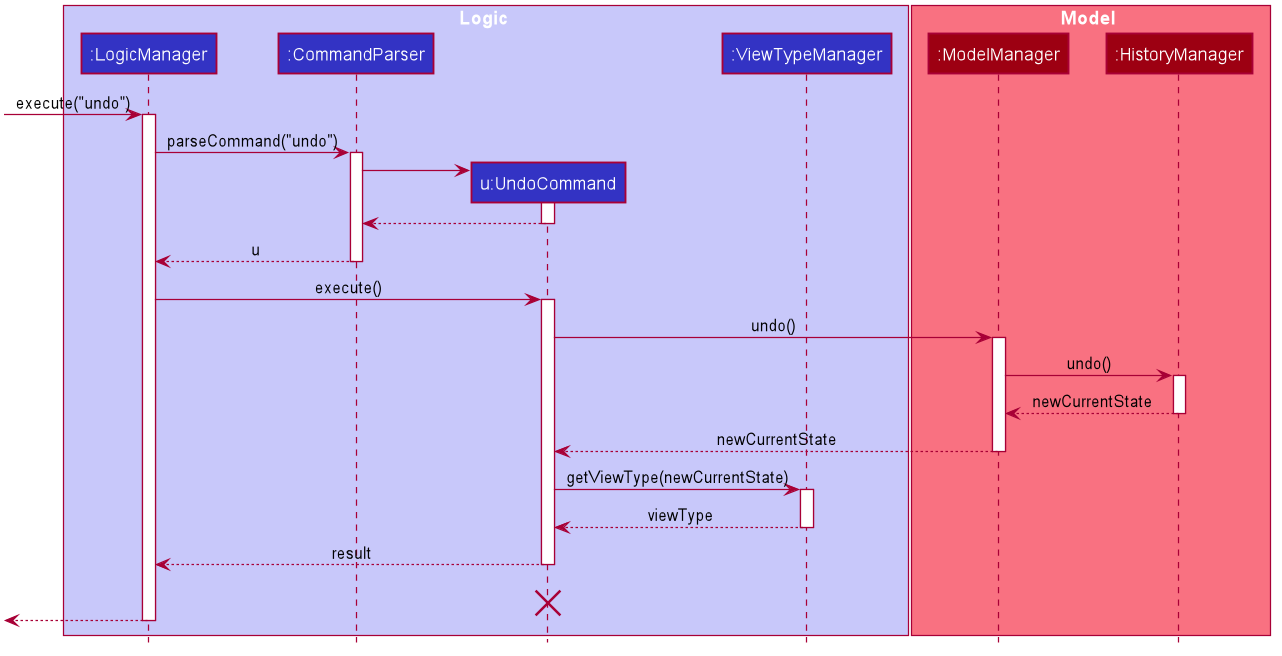 Logic
Model
:LogicManager
:CommandParser
:ViewTypeManager
:ModelManager
:HistoryManager
execute("undo")
parseCommand("undo")
u:UndoCommand
u
execute()
undo()
undo()
newCurrentState
newCurrentState
getViewType(newCurrentState)
viewType
result